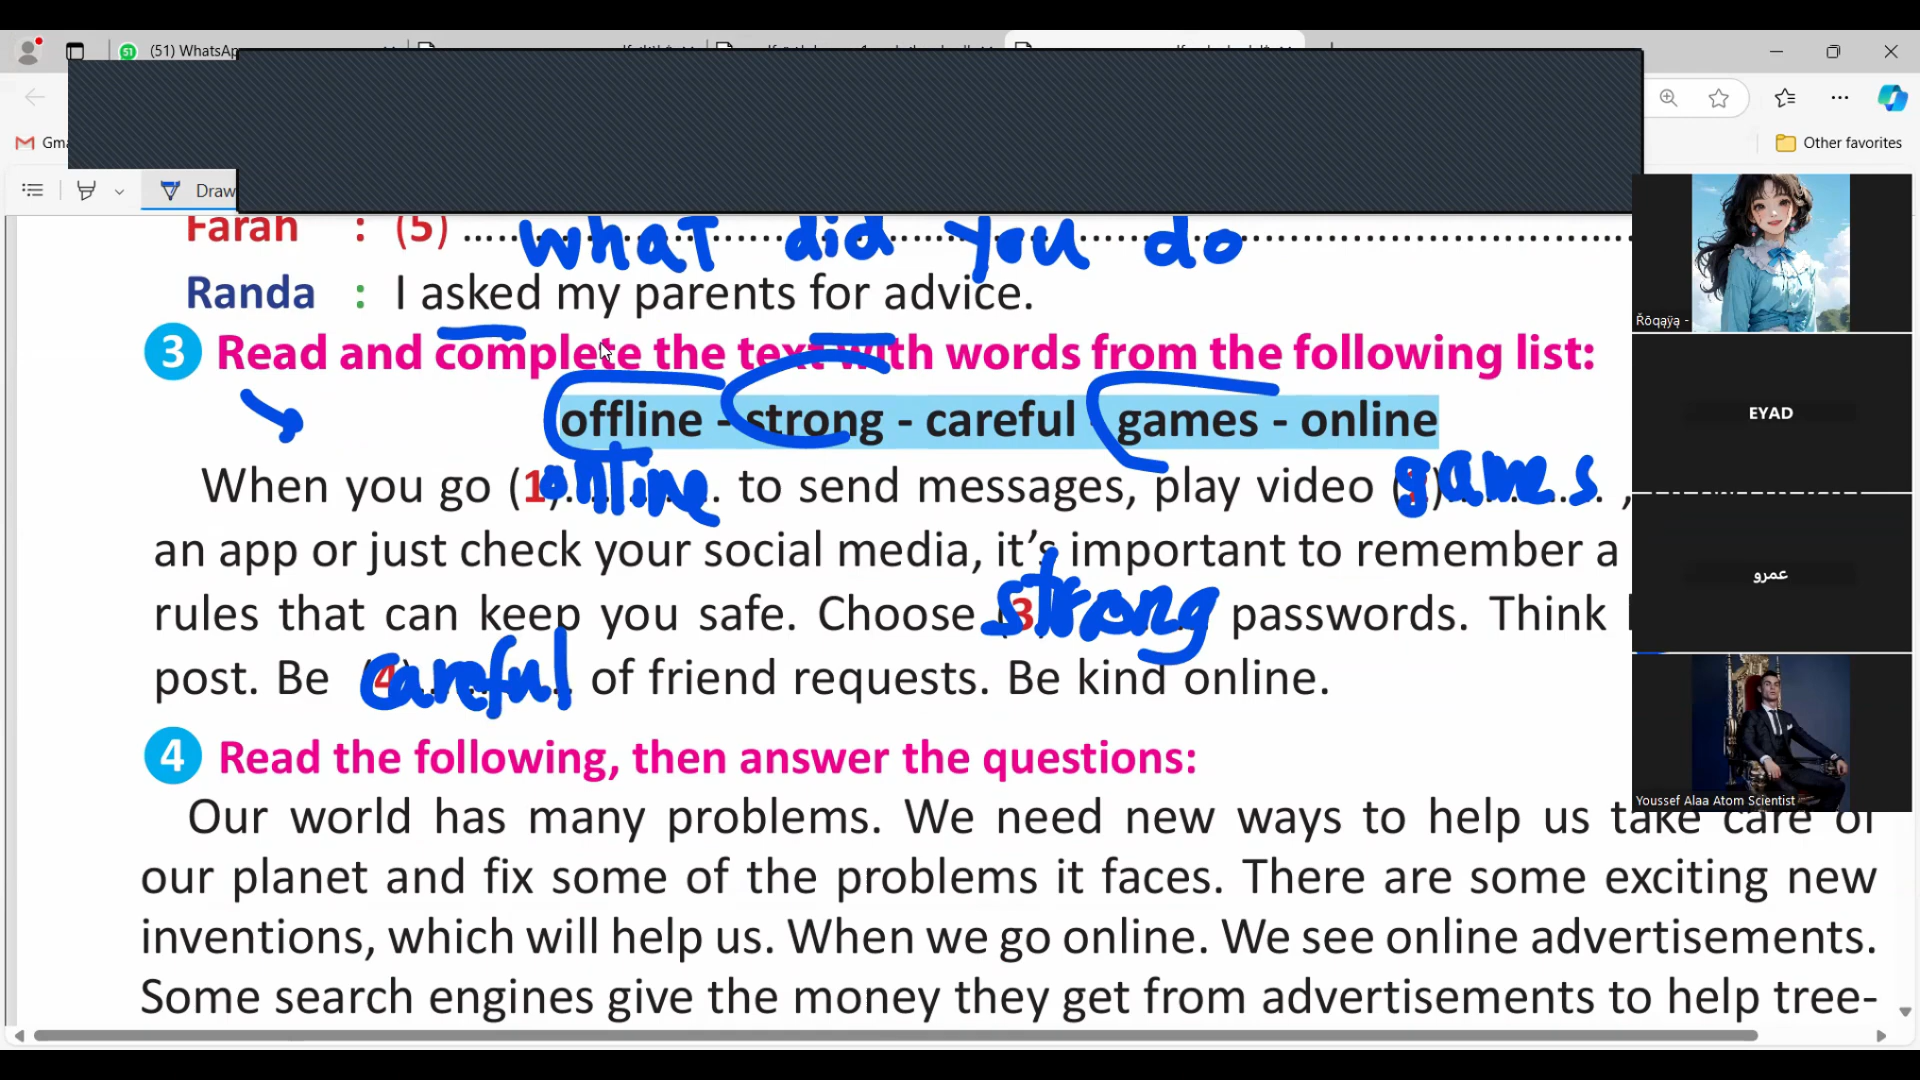 (51) WhatsAp
Gma
Other favorites
Draw
Farah : (5) what did you do
Randa : I asked my parents for advice.
3 Read and complete the text with words from the following list:
offline - strong - careful - games - online
When you go (1) online to send messages, play video games ,
an app or just check your social media, it's important to remember a
rules that can keep you safe. Choose (3) strong passwords. Think
post. Be (4) careful of friend requests. Be kind online.
4 Read the following, then answer the questions:
Our world has many problems. We need new ways to help us take care of
our planet and fix some of the problems it faces. There are some exciting new
inventions, which will help us. When we go online. We see online advertisements.
Some search engines give the money they get from advertisements to help tree-
Řōqąÿą -
EYAD
عمرو
Youssef Alaa Atom Scientist